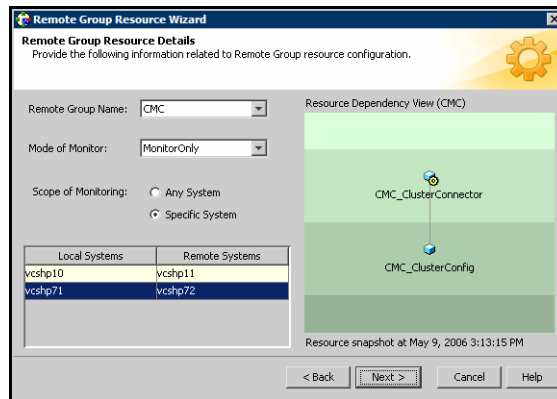 Remote Group Resource Wizard
Remote Group Resource Details
Provide the following information related to Remote Group resource configuration.
Remote Group Name: CMC
Mode of Monitor: MonitorOnly
Scope of Monitoring: Any System
Specific System
Local Systems Remote Systems
vcshp10 vcshp11
vcshp71 vcshp72
Resource Dependency View (CMC)
CMC_ClusterConnector
CMC_ClusterConfig
Resource snapshot at May 9, 2006 3:13:15 PM
< Back Next > Cancel Help